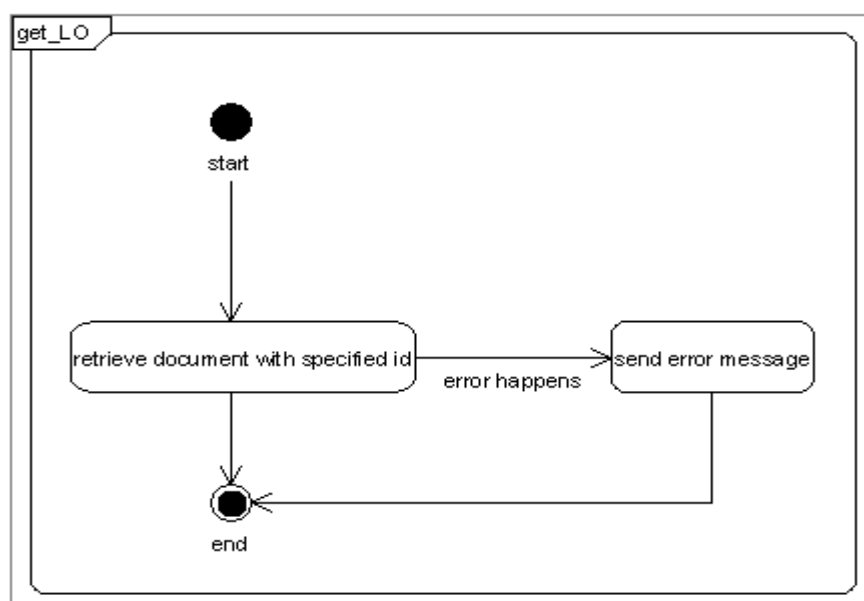 get_LO
start
retrieve document with specified id
error happens
send error message
end